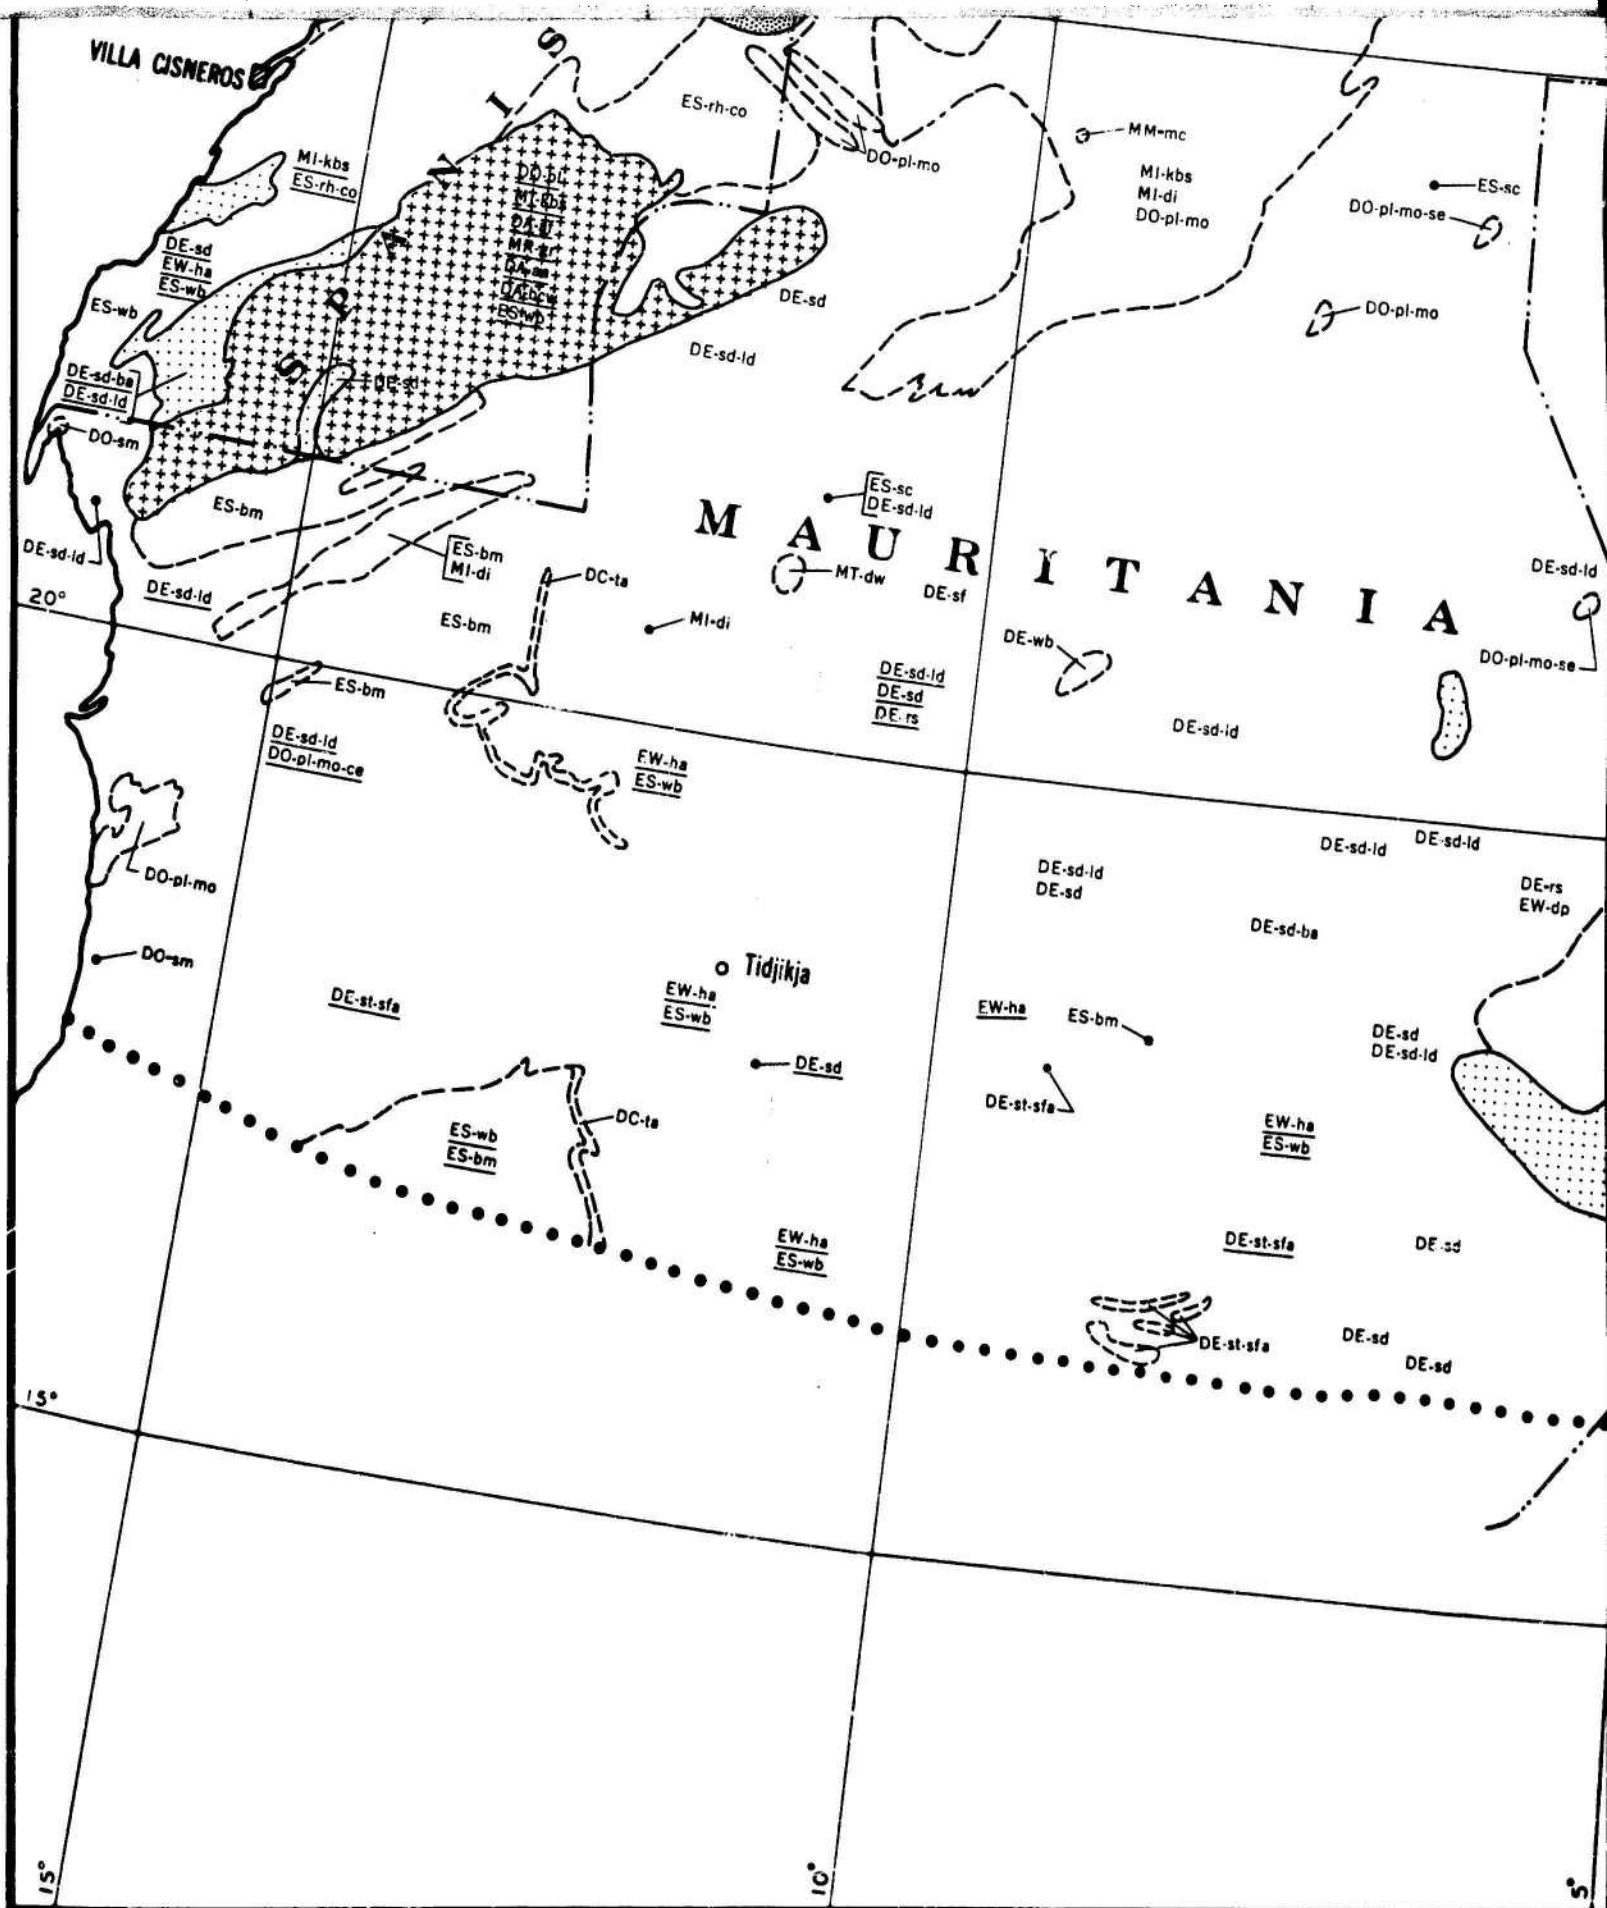 VILLA CISNEROS
S P A N I S
ES-rh-co
DO-pl-mo
MM-mc
MI-kbs
MI-di
DO-pl-mo
ES-sc
DO-pl-mo-se
DO-pl-mo
MI-kbs
ES-rh-co
MI-kbs
DE-sd
EW-ha
ES-wb
ES-wb
DE-sd
DE-sd-ld
DE-sd-ba
DE-sd-ld
DE-sd
DO-sm
ES-bm
ES-sc
DE-sd-ld
MAURITANIA
DE-sd-ld
DE-sd-ld
20°
ES-bm
MI-di
DC-ta
MT-dw
DE-sf
DE-sd-ld
ES-bm
MI-di
DE-wb
DO-pl-mo-se
ES-bm
DE-sd-ld
DE-sd
DE-rs
DE-sd-ld
DE-sd-ld
DO-pl-mo-ce
EW-ha
ES-wb
DO-pl-mo
DE-sd-ld
DE-sd
DE-sd-ld
DE-sd-ld
DE-rs
EW-dp
DE-sd-ba
DO-sm
Tidjikja
DE-st-sfa
EW-ha
ES-wb
EW-ha
ES-bm
DE-sd
DE-sd-ld
DE-sd
DE-st-sfa
DC-ta
ES-wb
ES-bm
EW-ha
ES-wb
EW-ha
ES-wb
DE-st-sfa
DE-sd
DE-st-sfa
DE-sd
DE-sd
15°
15°
10°
5°